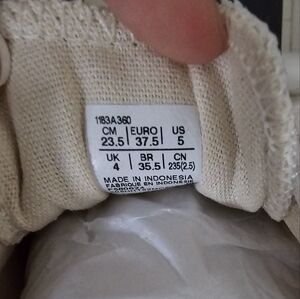 1183A360
CM EURO US
23.5 37.5 5
UK BR CN
4 35.5 235(2.5)
MADE IN INDONESIA
FABRIQUE EN INDONESIE